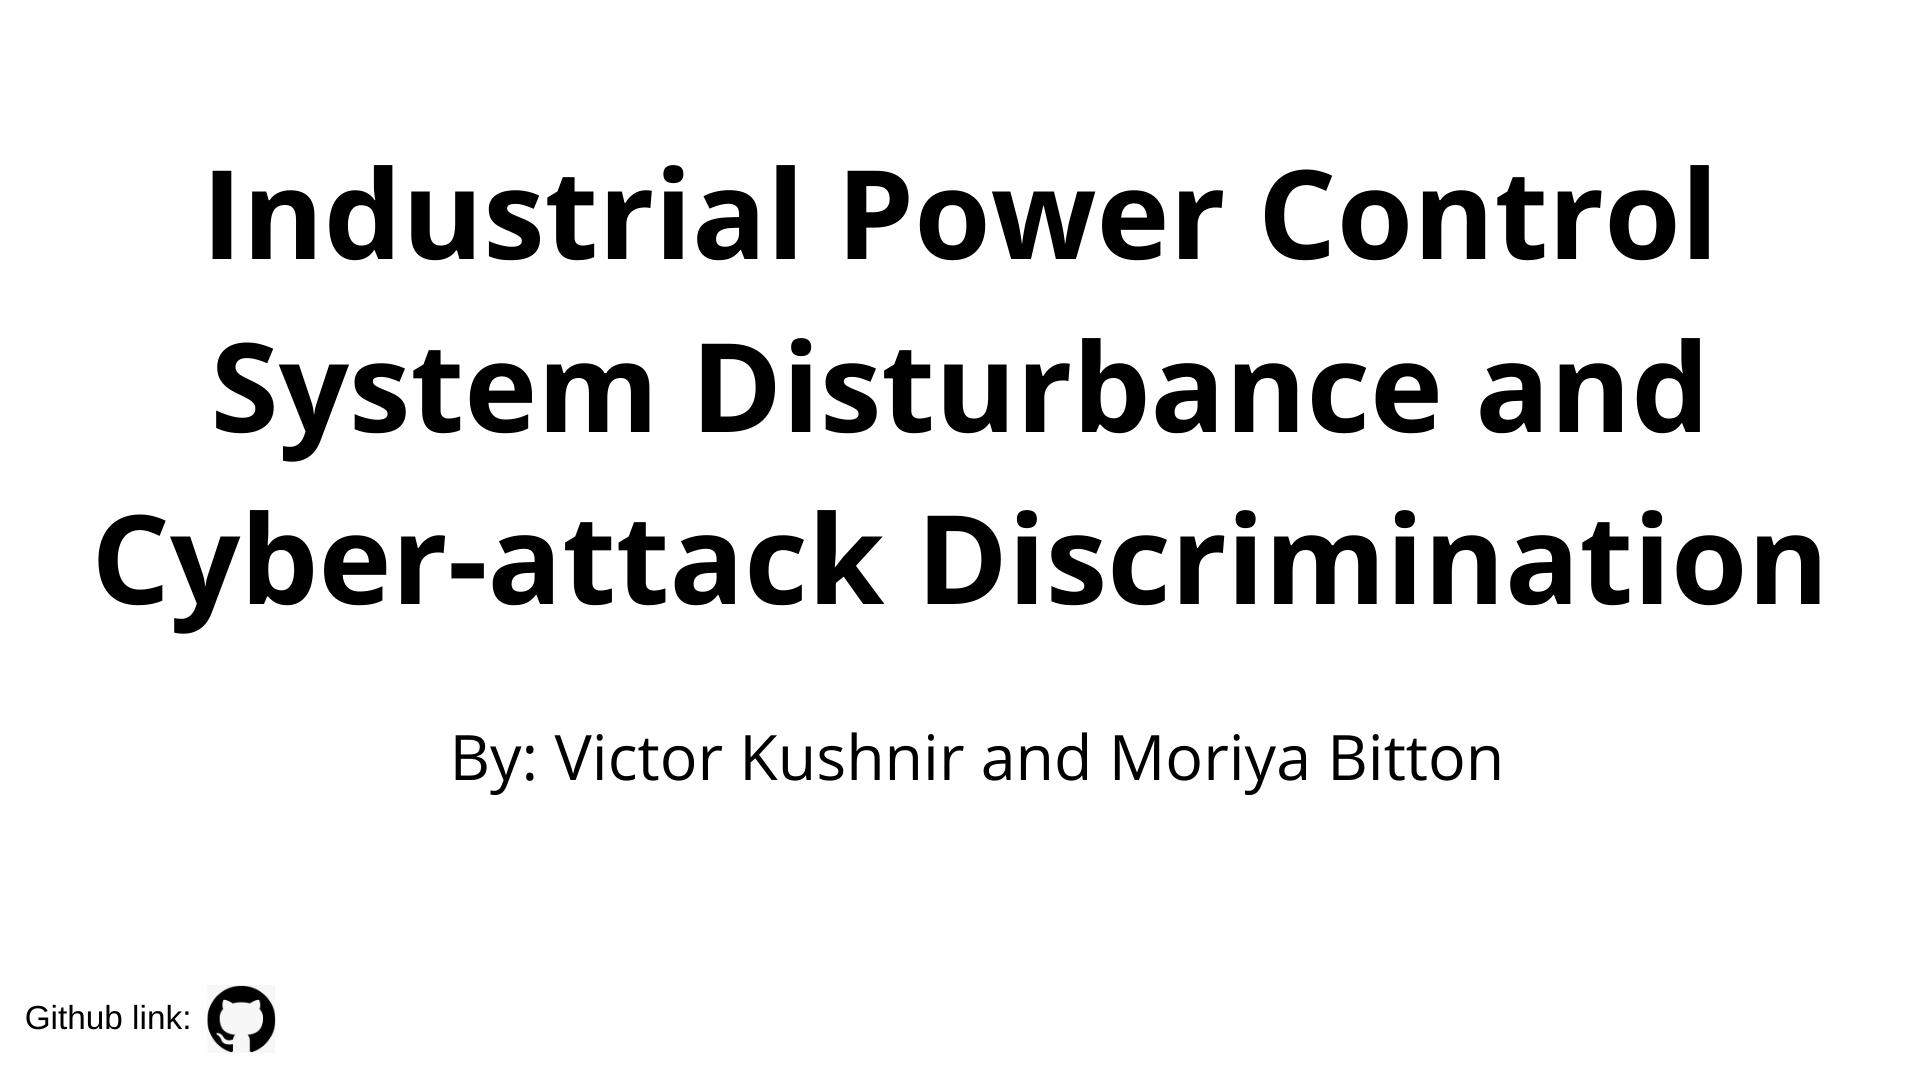 Industrial Power Control
System Disturbance and
Cyber-attack Discrimination
By: Victor Kushnir and Moriya Bitton
Github link: